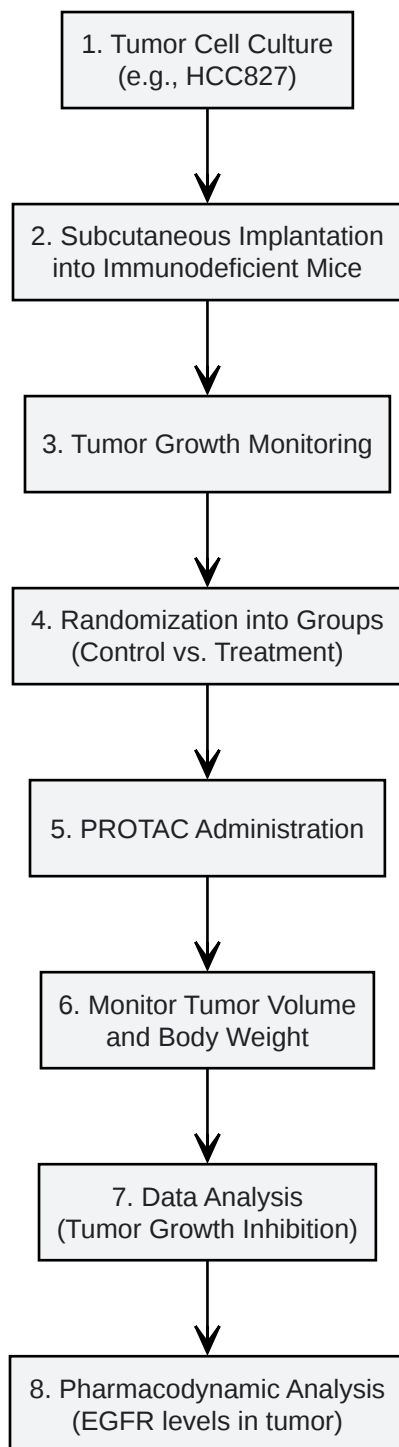 1. Tumor Cell Culture
(e.g., HCC827)
2. Subcutaneous Implantation
into Immunodeficient Mice
3. Tumor Growth Monitoring
4. Randomization into Groups
(Control vs. Treatment)
5. PROTAC Administration
6. Monitor Tumor Volume
and Body Weight
7. Data Analysis
(Tumor Growth Inhibition)
8. Pharmacodynamic Analysis
(EGFR levels in tumor)